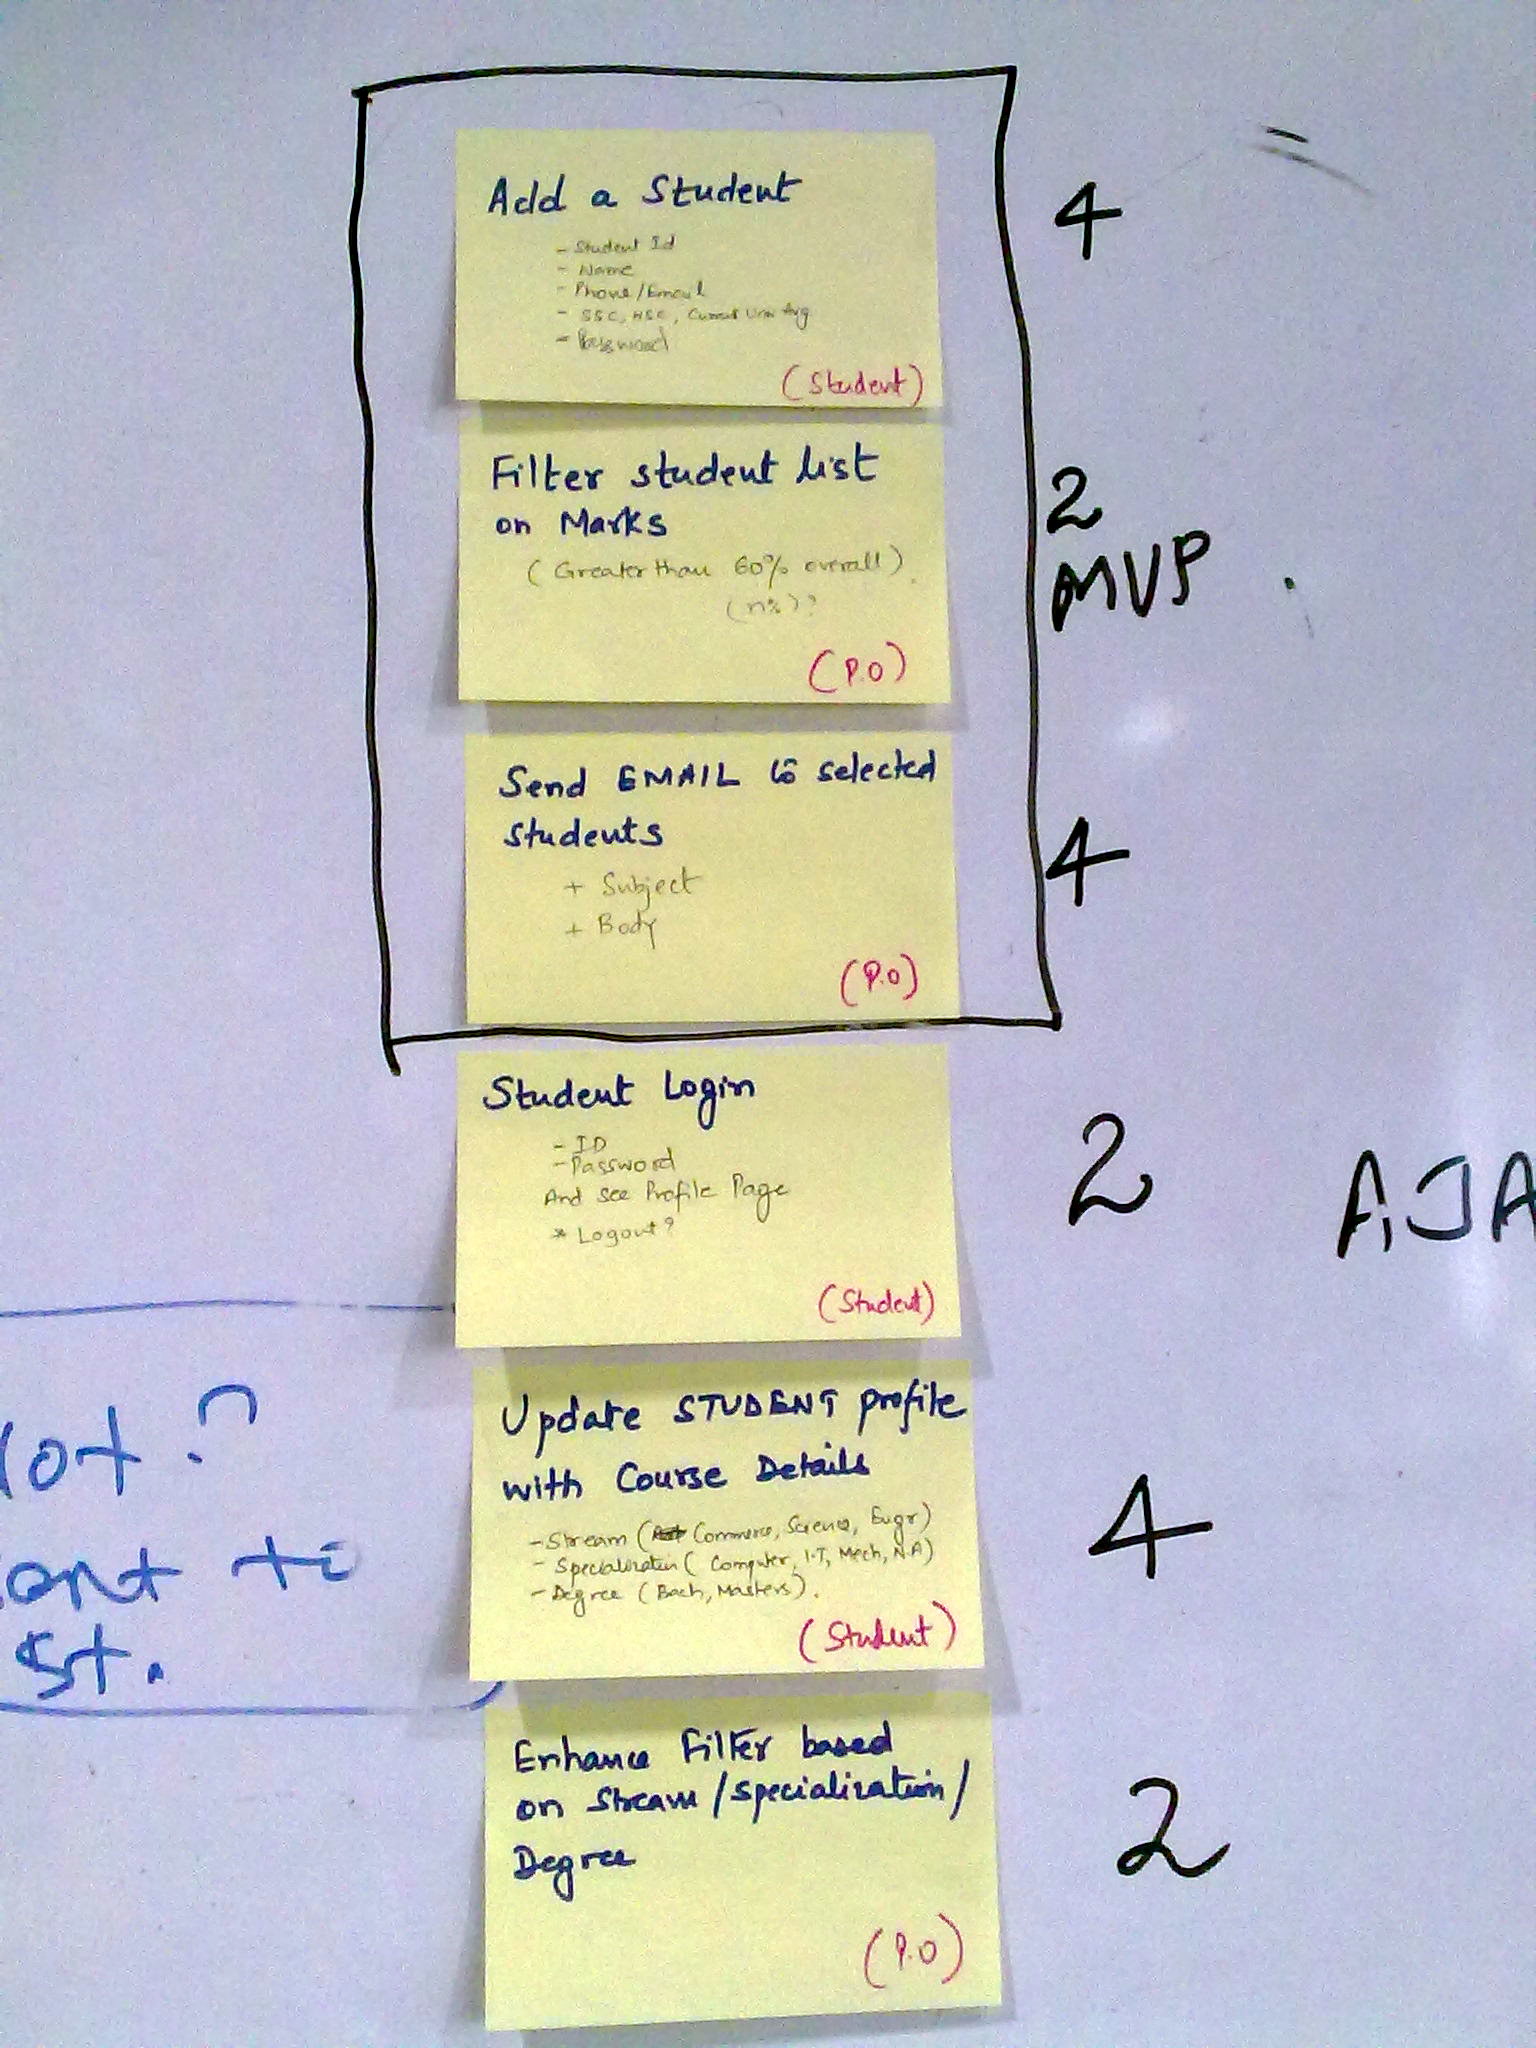 Add a Student
- Student Id
- Name
- Phone/Email
- SSC, HSC, Current Univ Avg
- Password
(Student)
4
Filter student list
on Marks
(Greater than 60% overall).
(n%)?
(P.O)
2
MVP
Send EMAIL to selected
students
+ Subject
+ Body
(P.O)
4
Student Login
- ID
- Password
And see Profile Page
* Logout?
(Student)
2
AJA
Update STUDENT profile
with Course Details
- Stream ( Commerce, Science, Engr)
- Specialization ( Computer, I.T, Mech, N.A)
- Degree (Bach, Masters).
(Student)
4
Enhance Filter based
on Stream/specialization/
Degree
(P.O)
2
ot?
ont to
st.